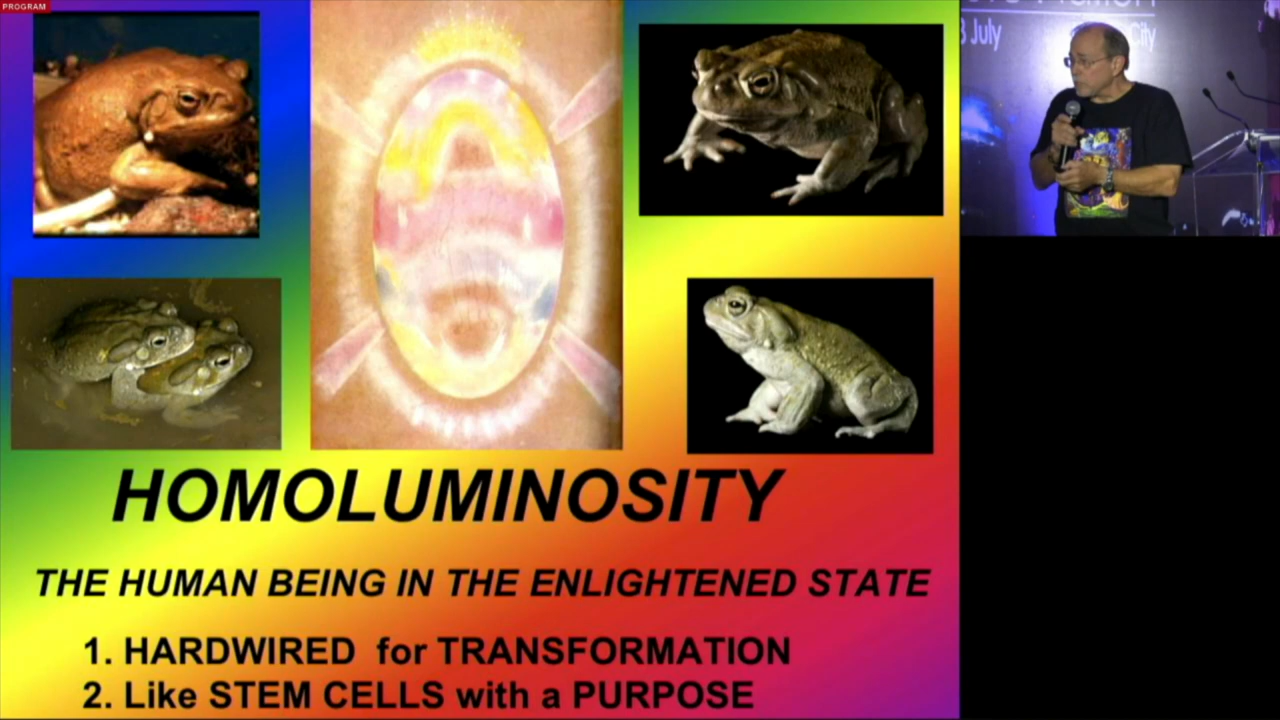 PROGRAM
3 July
City
HOMOLUMINOSITY
THE HUMAN BEING IN THE ENLIGHTENED STATE
1. HARDWIRED for TRANSFORMATION
2. Like STEM CELLS with a PURPOSE